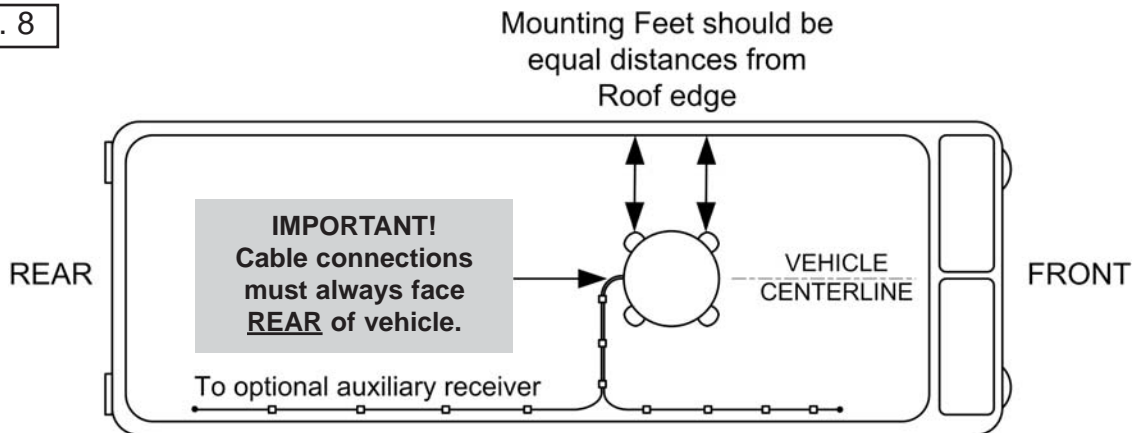 . 8
Mounting Feet should be
equal distances from
Roof edge
IMPORTANT!
Cable connections
must always face
REAR of vehicle.
REAR
VEHICLE
CENTERLINE
FRONT
To optional auxiliary receiver